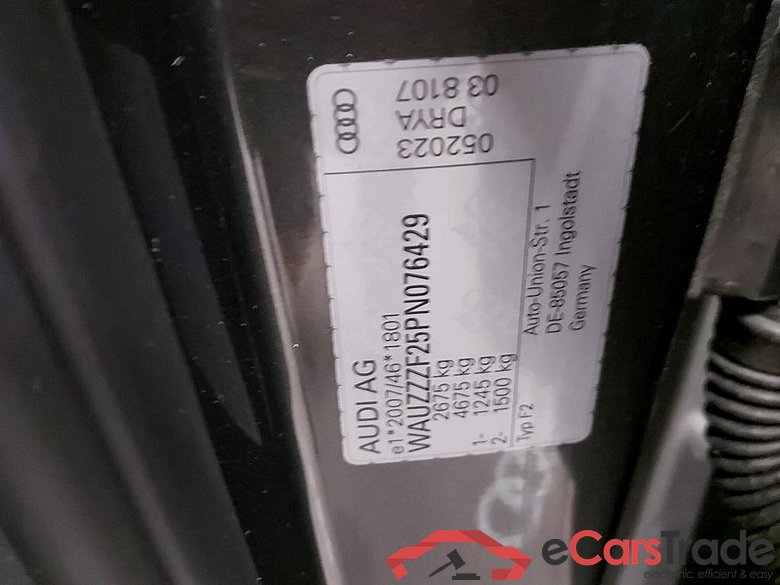 AUDI AG
e1*2007/46*1801
WAUZZZF25PN076429
2675 kg
4675 kg
1- 1245 kg
2- 1500 kg
Typ F2
Auto-Union-Str. 1
DE-85057 Ingolstadt
Germany
052023
DRYA
03 8107
eCarsTrade
electronic, efficient & easy